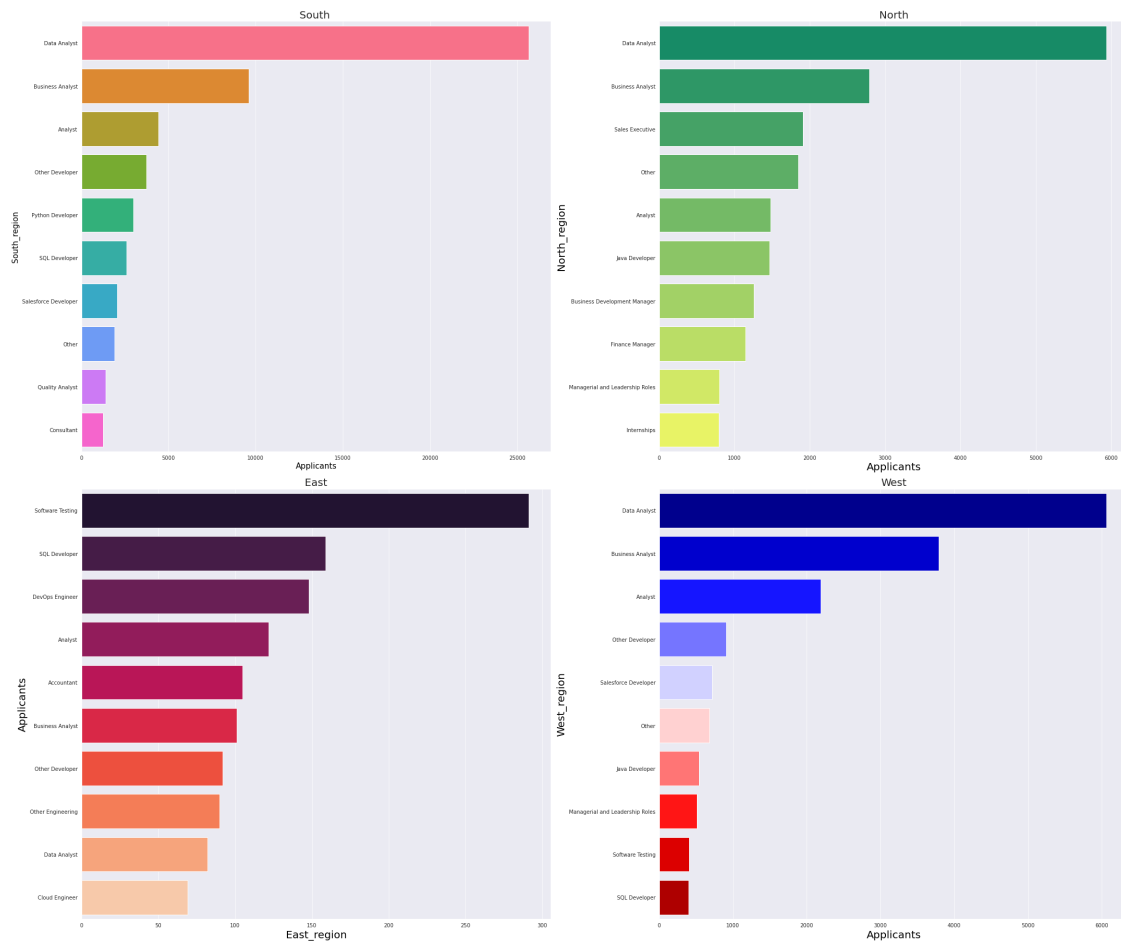 South
Data Analyst
Business Analyst
Analyst
Other Developer
Python Developer
SQL Developer
Salesforce Developer
Other
Quality Analyst
Consultant
South_region
0 5000 10000 15000 20000 25000
Applicants
North
Data Analyst
Business Analyst
Sales Executive
Other
Analyst
Java Developer
Business Development Manager
Finance Manager
Managerial and Leadership Roles
Internships
North_region
0 1000 2000 3000 4000 5000 6000
Applicants
East
Software Testing
SQL Developer
DevOps Engineer
Analyst
Accountant
Business Analyst
Other Developer
Other Engineering
Data Analyst
Cloud Engineer
Applicants
0 50 100 150 200 250 300
East_region
West
Data Analyst
Business Analyst
Analyst
Other Developer
Salesforce Developer
Other
Java Developer
Managerial and Leadership Roles
Software Testing
SQL Developer
West_region
0 1000 2000 3000 4000 5000 6000
Applicants